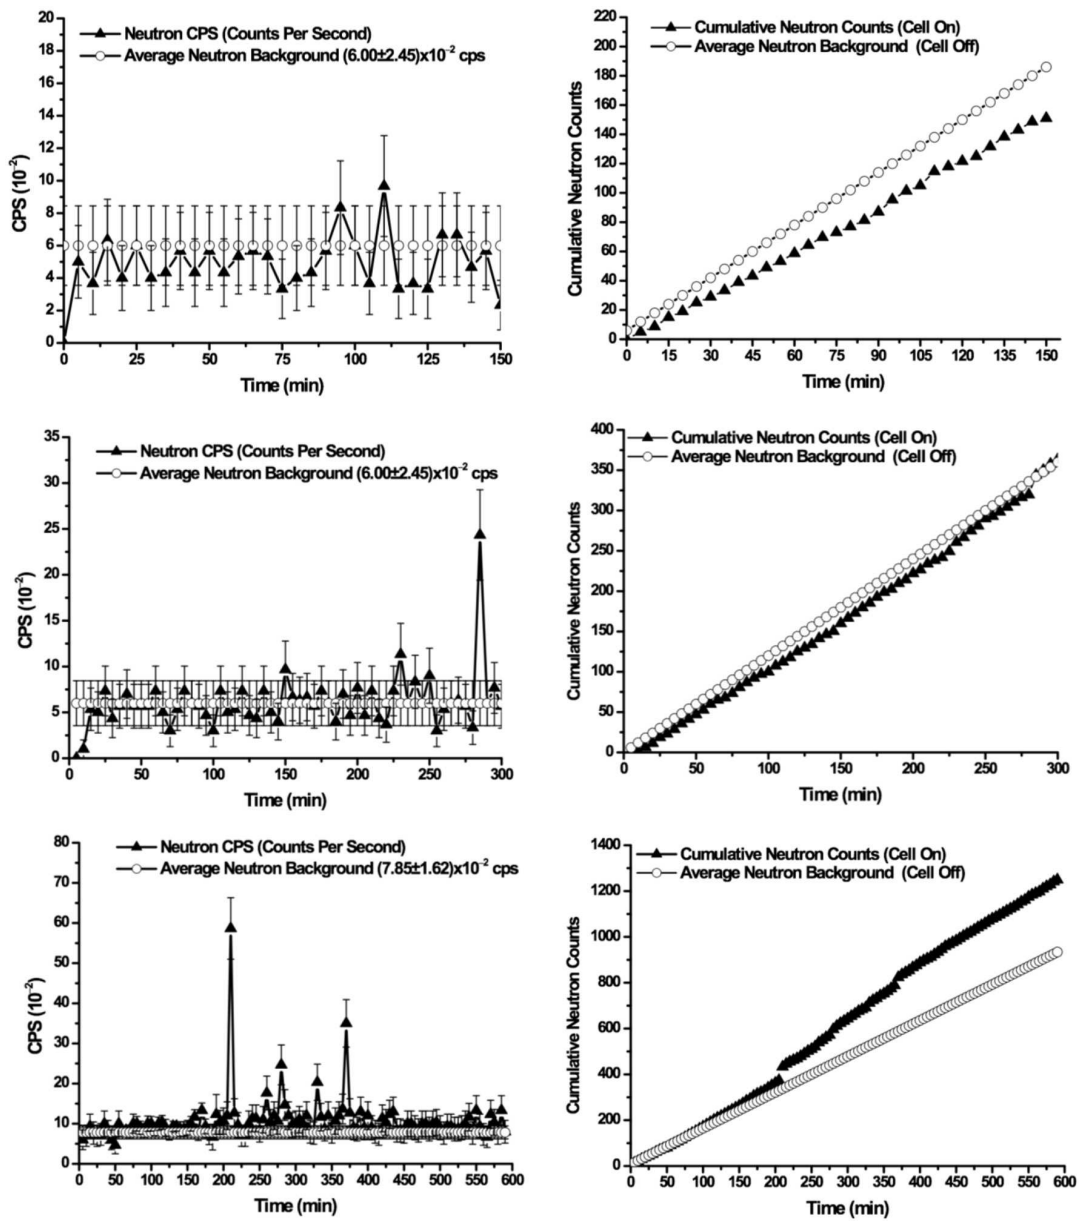 Neutron CPS (Counts Per Second)
Average Neutron Background (6.00±2.45)x10⁻² cps
CPS (10⁻²)
20
18
16
14
12
10
8
6
4
2
0
0 25 50 75 100 125 150
Time (min)
Cumulative Neutron Counts (Cell On)
Average Neutron Background (Cell Off)
Cumulative Neutron Counts
220
200
180
160
140
120
100
80
60
40
20
0
0 15 30 45 60 75 90 105 120 135 150
Time (min)
Neutron CPS (Counts Per Second)
Average Neutron Background (6.00±2.45)x10⁻² cps
CPS (10⁻²)
35
30
25
20
15
10
5
0
0 50 100 150 200 250 300
Time (min)
Cumulative Neutron Counts (Cell On)
Average Neutron Background (Cell Off)
Cumulative Neutron Counts
400
350
300
250
200
150
100
50
0
0 50 100 150 200 250 300
Time (min)
Neutron CPS (Counts Per Second)
Average Neutron Background (7.85±1.62)x10⁻² cps
CPS (10⁻²)
80
70
60
50
40
30
20
10
0
0 50 100 150 200 250 300 350 400 450 500 550 600
Time (min)
Cumulative Neutron Counts (Cell On)
Average Neutron Background (Cell Off)
Cumulative Neutron Counts
1400
1200
1000
800
600
400
200
0
0 50 100 150 200 250 300 350 400 450 500 550 600
Time (min)